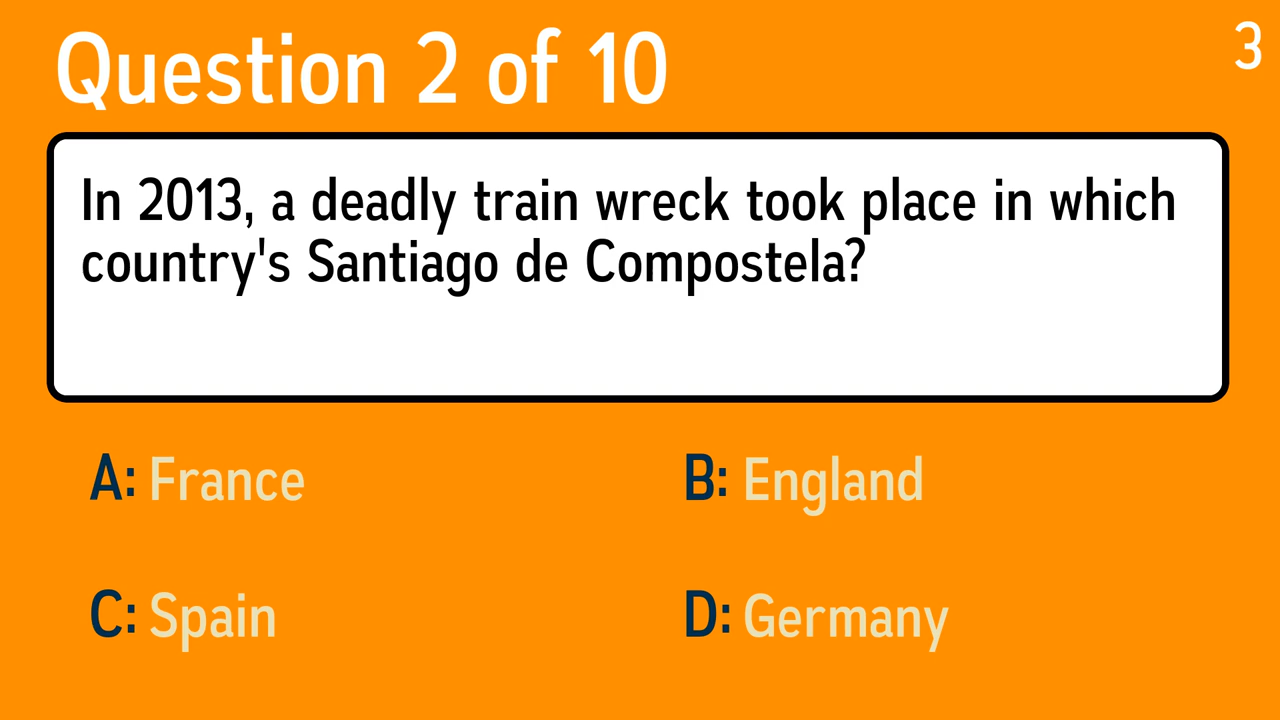 Question 2 of 10
3
In 2013, a deadly train wreck took place in which
country's Santiago de Compostela?
A: France
B: England
C: Spain
D: Germany